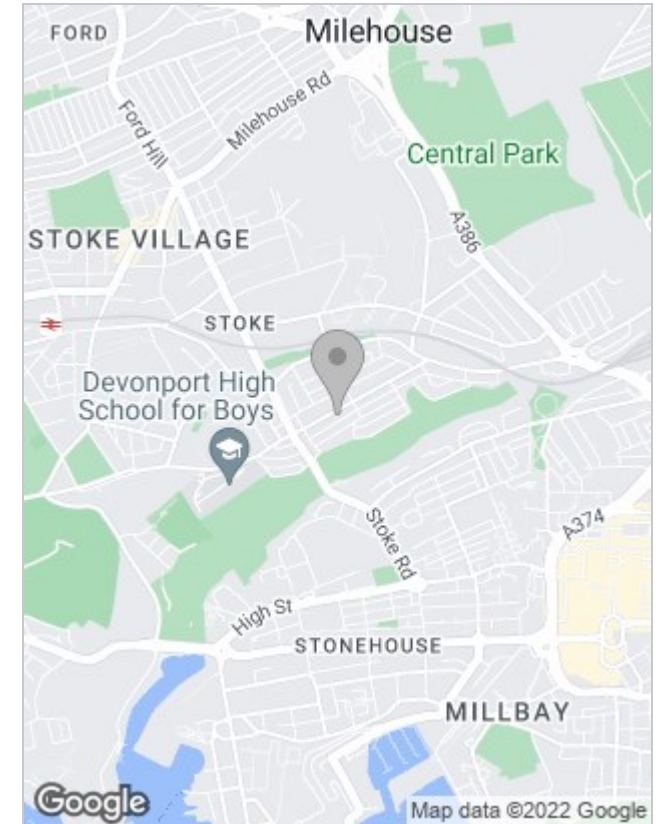 FORD
Milehouse
Milehouse Rd
Ford Hill
Central Park
A386
STOKE VILLAGE
STOKE
Devonport High
School for Boys
Stoke Rd
A374
High St
STONEHOUSE
MILLBAY
Google
Map data ©2022 Google